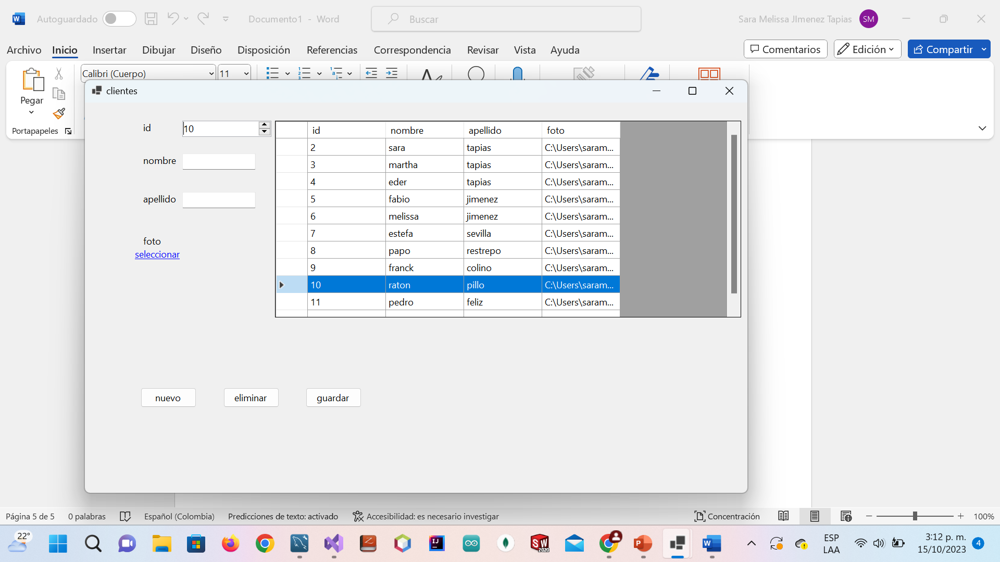 Autoguardado Documento1 - Word Buscar Sara Melissa JImenez Tapias SM
Archivo Inicio Insertar Dibujar Diseño Disposición Referencias Correspondencia Revisar Vista Ayuda Comentarios Edición Compartir
Pegar
Portapapeles
Calibri (Cuerpo) 11
clientes
id 10
nombre
apellido
foto
seleccionar
id nombre apellido foto
2 sara tapias C:\Users\saram...
3 martha tapias C:\Users\saram...
4 eder tapias C:\Users\saram...
5 fabio jimenez C:\Users\saram...
6 melissa jimenez C:\Users\saram...
7 estefa sevilla C:\Users\saram...
8 papo restrepo C:\Users\saram...
9 franck colino C:\Users\saram...
10 raton pillo C:\Users\saram...
11 pedro feliz C:\Users\saram...
nuevo eliminar guardar
Página 5 de 5 0 palabras Español (Colombia) Predicciones de texto: activado Accesibilidad: es necesario investigar Concentración 100%
22° ESP LAA 3:12 p. m. 15/10/2023 4